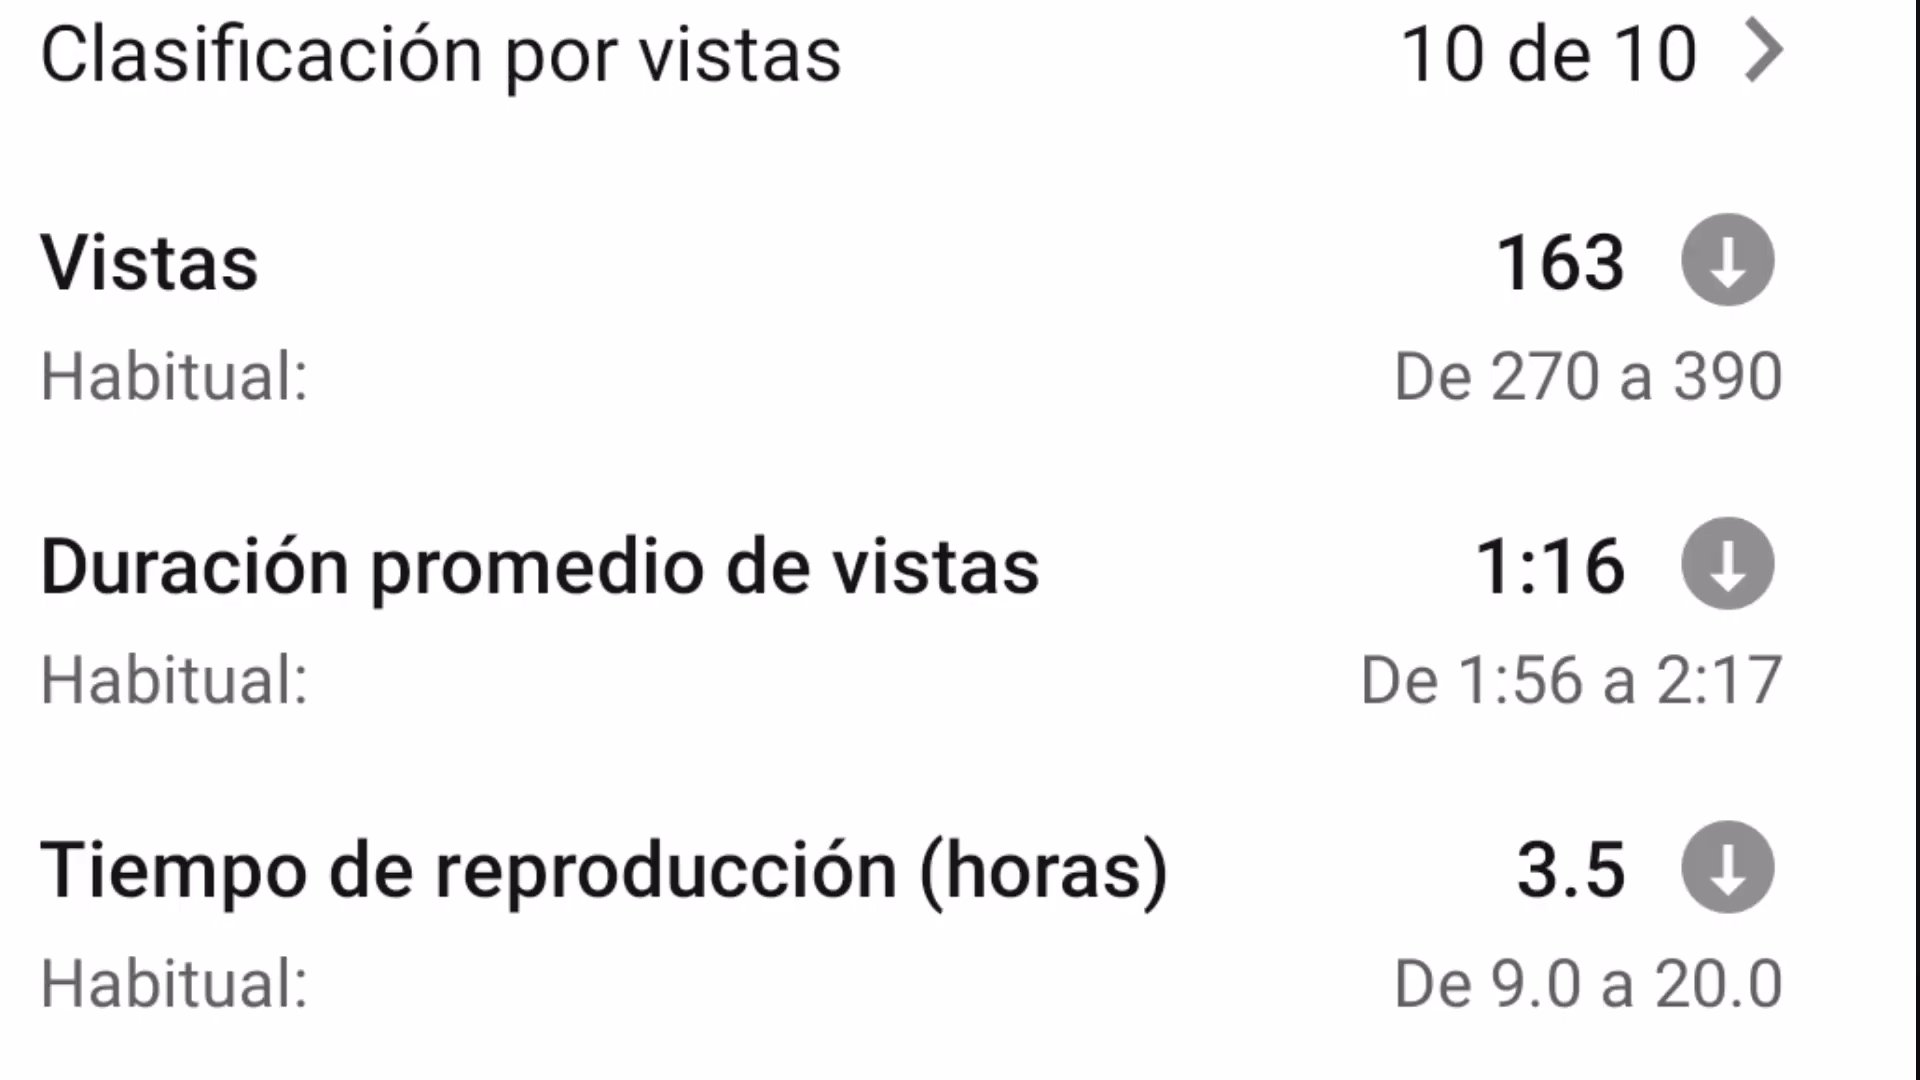 Clasificación por vistas 10 de 10
Vistas 163
Habitual: De 270 a 390
Duración promedio de vistas 1:16
Habitual: De 1:56 a 2:17
Tiempo de reproducción (horas) 3.5
Habitual: De 9.0 a 20.0